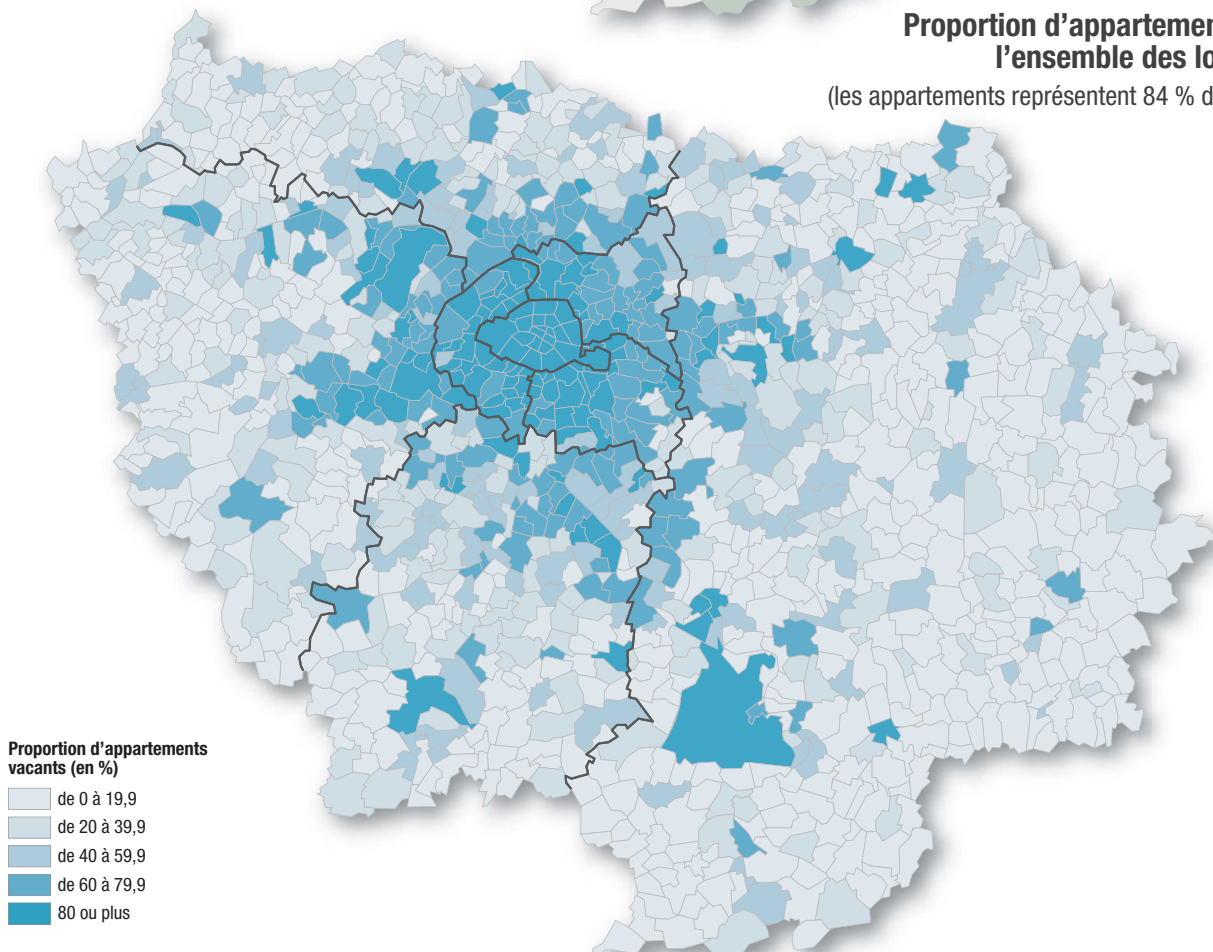 Proportion d’appartemen
l’ensemble des lo
(les appartements représentent 84 % d
Proportion d’appartements
vacants (en %)
de 0 à 19,9
de 20 à 39,9
de 40 à 59,9
de 60 à 79,9
80 ou plus